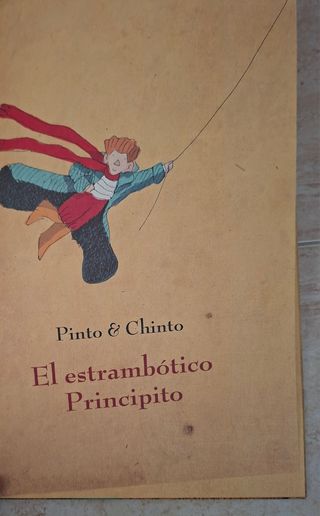 Pinto & Chinto
El estrambótico
Principito